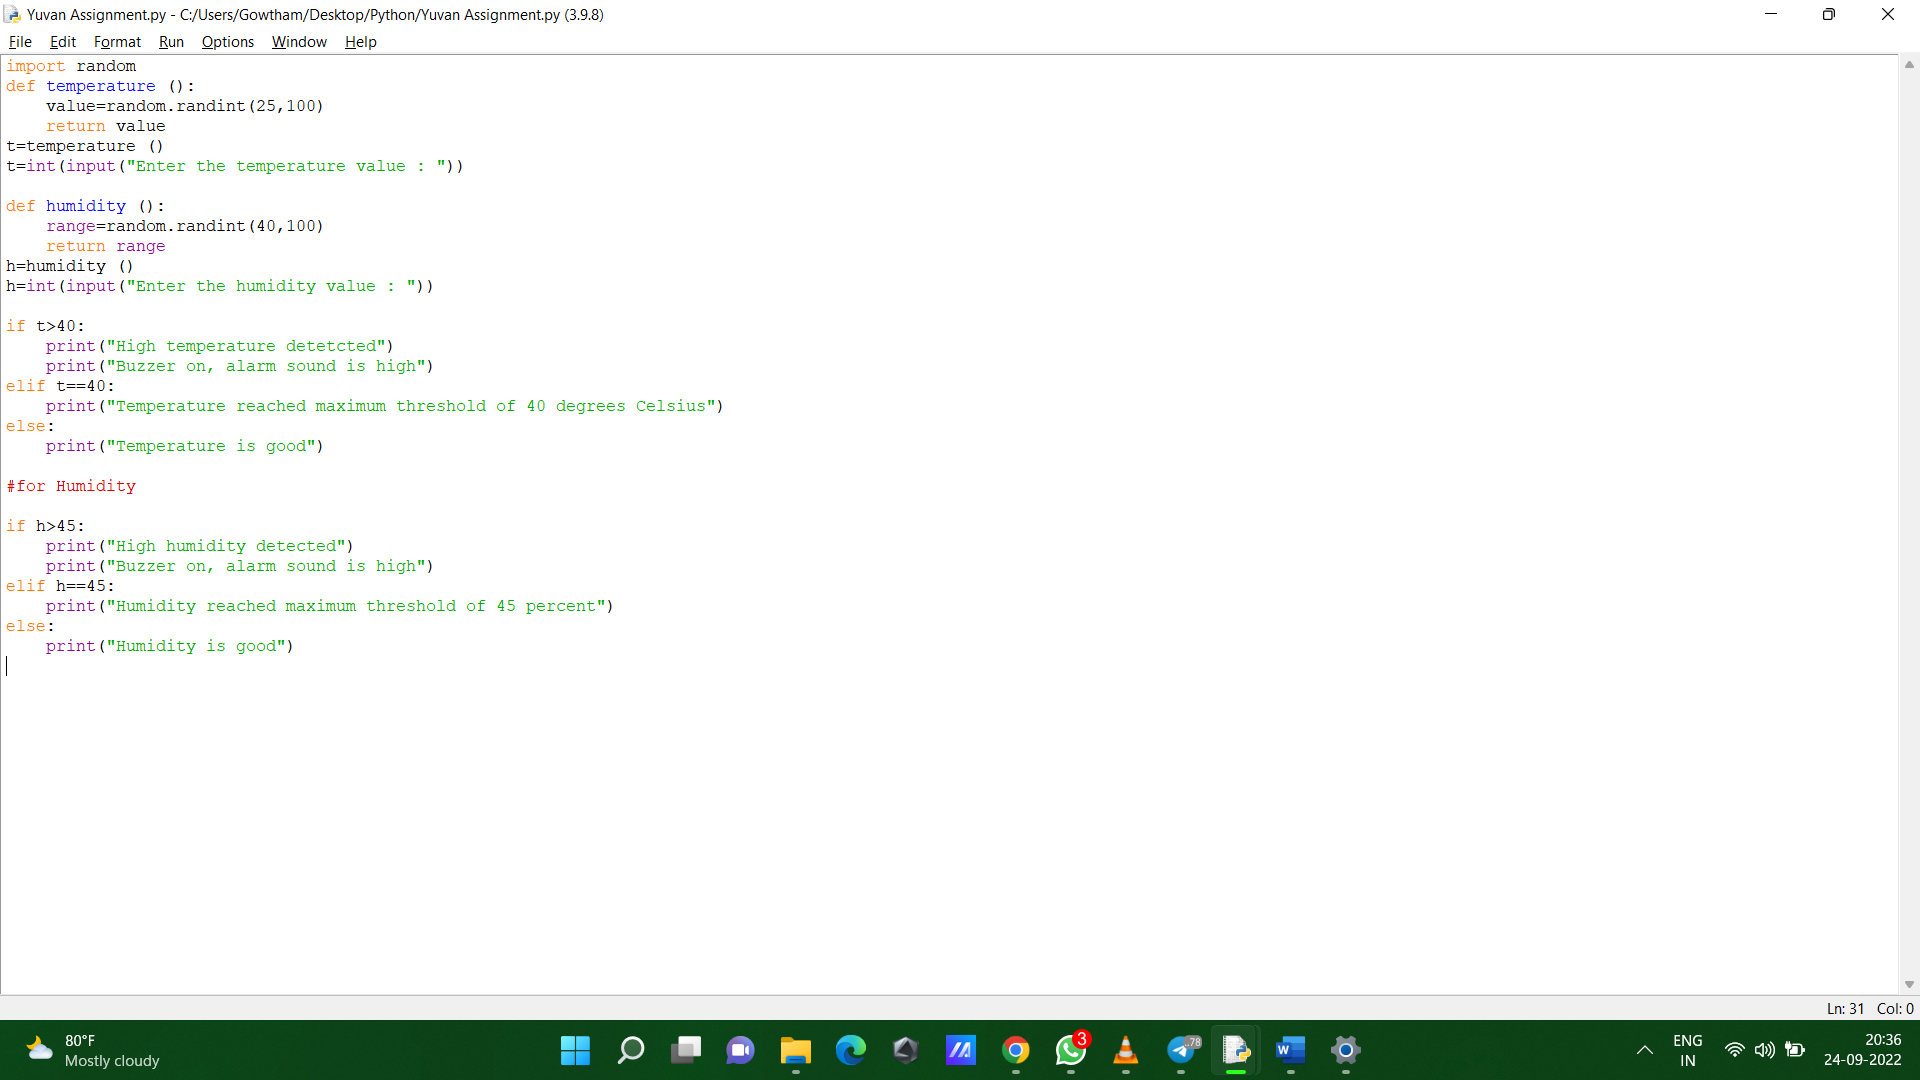 Yuvan Assignment.py - C:/Users/Gowtham/Desktop/Python/Yuvan Assignment.py (3.9.8)
File Edit Format Run Options Window Help
import random
def temperature ():
    value=random.randint(25,100)
    return value
t=temperature ()
t=int(input("Enter the temperature value : "))

def humidity ():
    range=random.randint(40,100)
    return range
h=humidity ()
h=int(input("Enter the humidity value : "))

if t>40:
    print("High temperature detetcted")
    print("Buzzer on, alarm sound is high")
elif t==40:
    print("Temperature reached maximum threshold of 40 degrees Celsius")
else:
    print("Temperature is good")

#for Humidity

if h>45:
    print("High humidity detected")
    print("Buzzer on, alarm sound is high")
elif h==45:
    print("Humidity reached maximum threshold of 45 percent")
else:
    print("Humidity is good")
Ln: 31 Col: 0
80°F
Mostly cloudy
3
..78
W
ENG
IN
20:36
24-09-2022